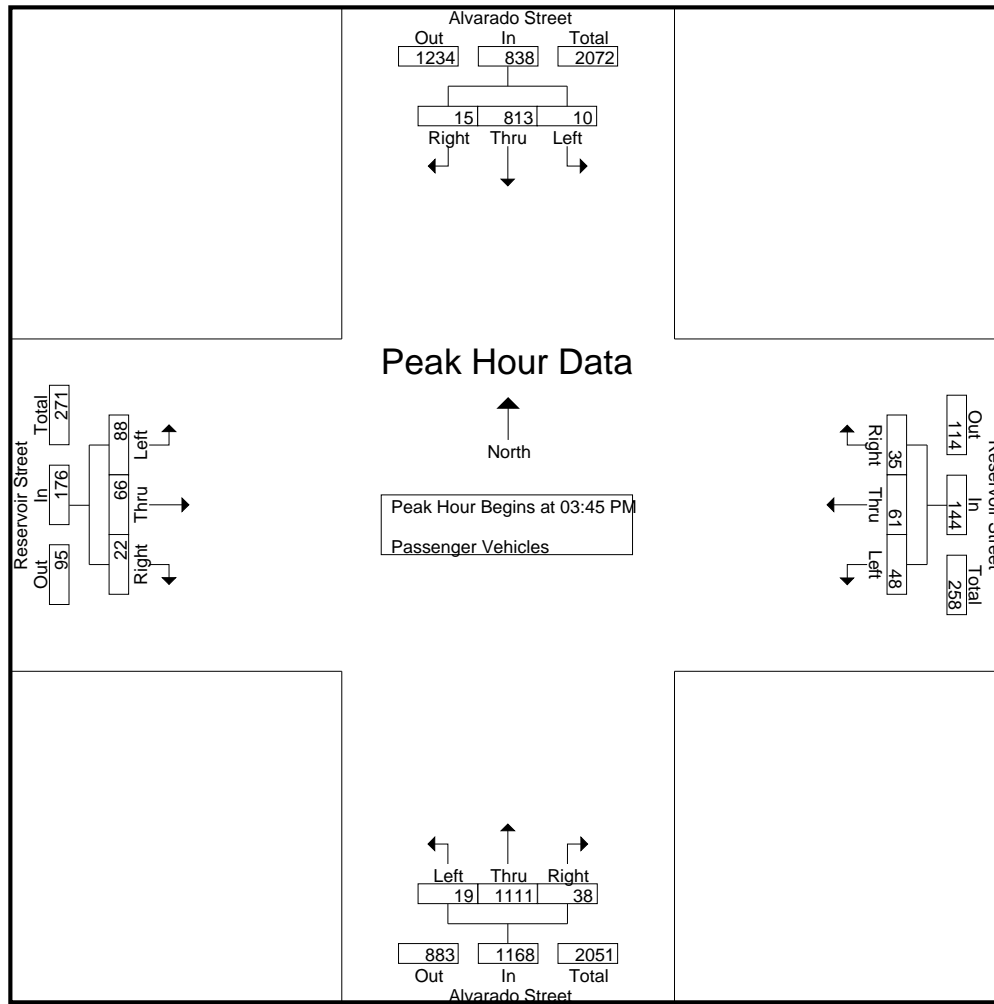 Alvarado Street
Out In Total
1234 838 2072
15 813 10
Right Thru Left
Peak Hour Data
North
Peak Hour Begins at 03:45 PM
Passenger Vehicles
Reservoir Street
Out In Total
95 176 271
22 66 88
Right Thru Left
Reservoir Street
Out In Total
114 144 258
35 61 48
Right Thru Left
Left Thru Right
19 1111 38
883 1168 2051
Out In Total
Alvarado Street